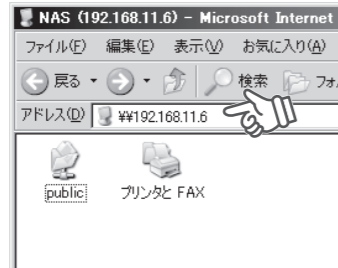 NAS (192.168.11.6) - Microsoft Internet
ファイル(F) 編集(E) 表示(V) お気に入り(A)
戻る 検索 フォ
アドレス(D) ¥¥192.168.11.6
public プリンタと FAX